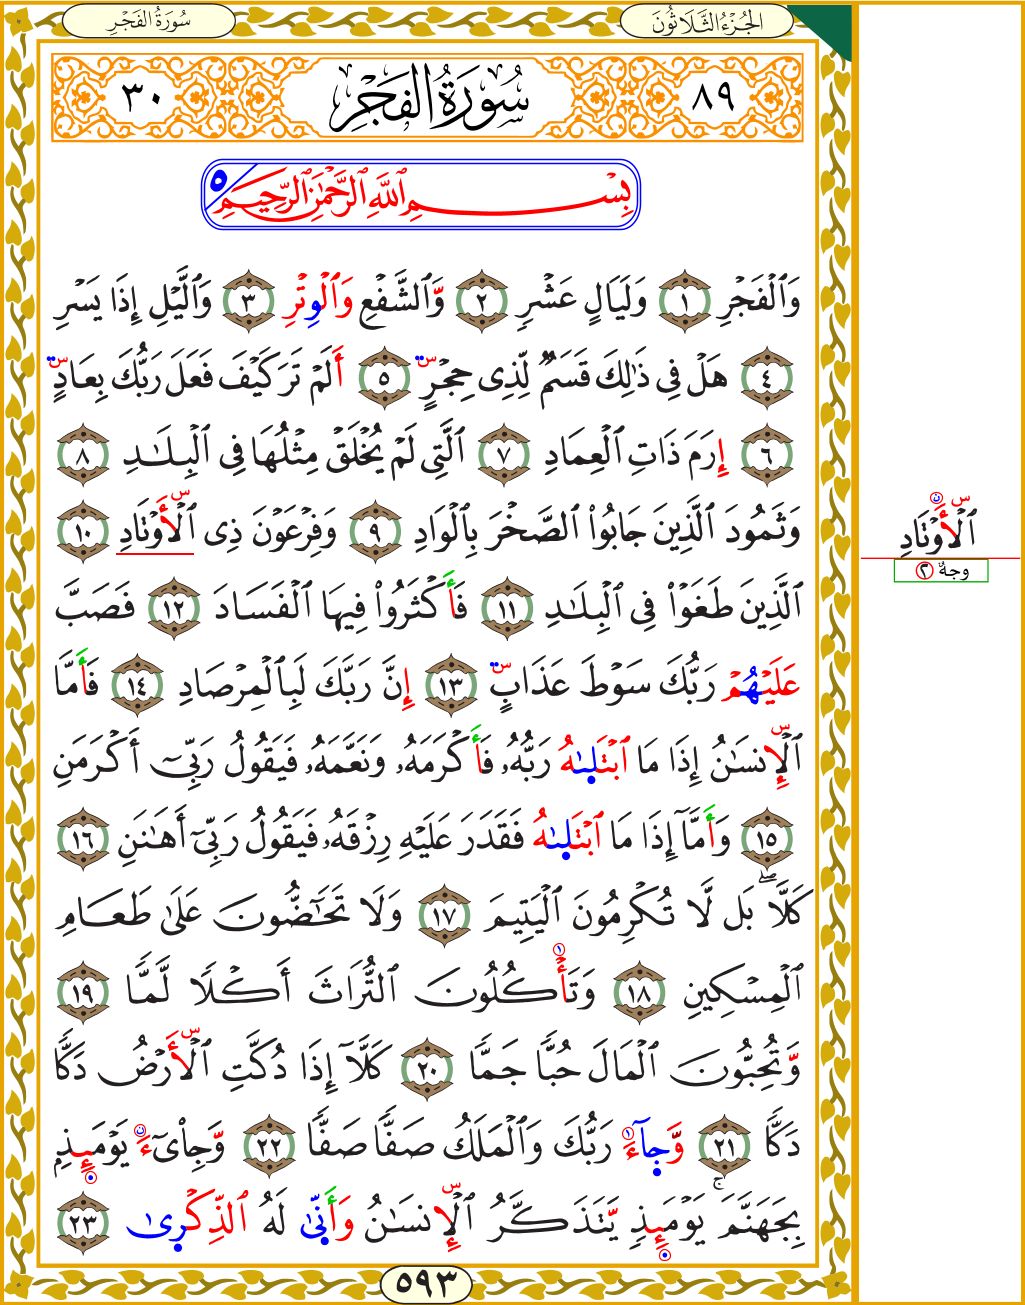 الجُزْءُ الثَّلَاثُونَ
سُورَةُ الفَجْرِ
٨٩ سُورَةُ الفَجْرِ ٣٠
بِسْمِ ٱللَّهِ ٱلرَّحْمَٰنِ ٱلرَّحِيمِ ٥
وَٱلْفَجْرِ ١ وَلَيَالٍ عَشْرٍ ٢ وَّٱلشَّفْعِ وَٱلْوِتْرِ ٣ وَٱلَّيْلِ إِذَا يَسْرِ
٤ هَلْ فِى ذَٰلِكَ قَسَمٌ لِّذِى حِجْرٍ س ٥ أَلَمْ تَرَ كَيْفَ فَعَلَ رَبُّكَ بِعَادٍ س
٦ إِرَمَ ذَاتِ ٱلْعِمَادِ ٧ ٱلَّتِى لَمْ يُخْلَقْ مِثْلُهَا فِى ٱلْبِلَٰدِ ٨
وَثَمُودَ ٱلَّذِينَ جَابُوا۟ ٱلصَّخْرَ بِٱلْوَادِ ٩ وَفِرْعَوْنَ ذِى ٱلْأَوْتَادِ س ١٠
ٱلَّذِينَ طَغَوْا۟ فِى ٱلْبِلَٰدِ ١١ فَأَكْثَرُوا۟ فِيهَا ٱلْفَسَادَ ١٢ فَصَبَّ
عَلَيْهُمْ رَبُّكَ سَوْطَ عَذَابٍ س ١٣ إِنَّ رَبَّكَ لَبِٱلْمِرْصَادِ ١٤ فَأَمَّا
ٱلْإِنسَٰنُ س إِذَا مَا ٱبْتَلَىٰهُ رَبُّهُۥ فَأَكْرَمَهُۥ وَنَعَّمَهُۥ فَيَقُولُ رَبِّىٓ أَكْرَمَنِ
١٥ وَأَمَّآ إِذَا مَا ٱبْتَلَىٰهُ فَقَدَرَ عَلَيْهِ رِزْقَهُۥ فَيَقُولُ رَبِّىٓ أَهَٰنَنِ ١٦
كَلَّا ۖ بَل لَّا تُكْرِمُونَ ٱلْيَتِيمَ ١٧ وَلَا تَحَٰٓضُّونَ عَلَىٰ طَعَامِ
ٱلْمِسْكِينِ ١٨ وَتَأْكُلُونَ ١ ٱلتُّرَاثَ أَكْلًا لَّمًّا ١٩
وَّتُحِبُّونَ ٱلْمَالَ حُبًّا جَمًّا ٢٠ كَلَّآ إِذَا دُكَّتِ ٱلْأَرْضُ س دَكًّا
دَكًّا ٢١ وَّجَآءَ ١ رَبُّكَ وَٱلْمَلَكُ صَفًّا صَفًّا ٢٢ وَّجِا۟ىٓءَ ن يَوْمَئِذٍۭ
بِجَهَنَّمَ ۚ يَوْمَئِذٍ يَّتَذَكَّرُ ٱلْإِنسَٰنُ س وَأَنَّىٰ لَهُ ٱلذِّكْرَىٰ ٢٣
٥٩٣
ٱلْأَوْتَادِ س ن
وجهٌ ٢